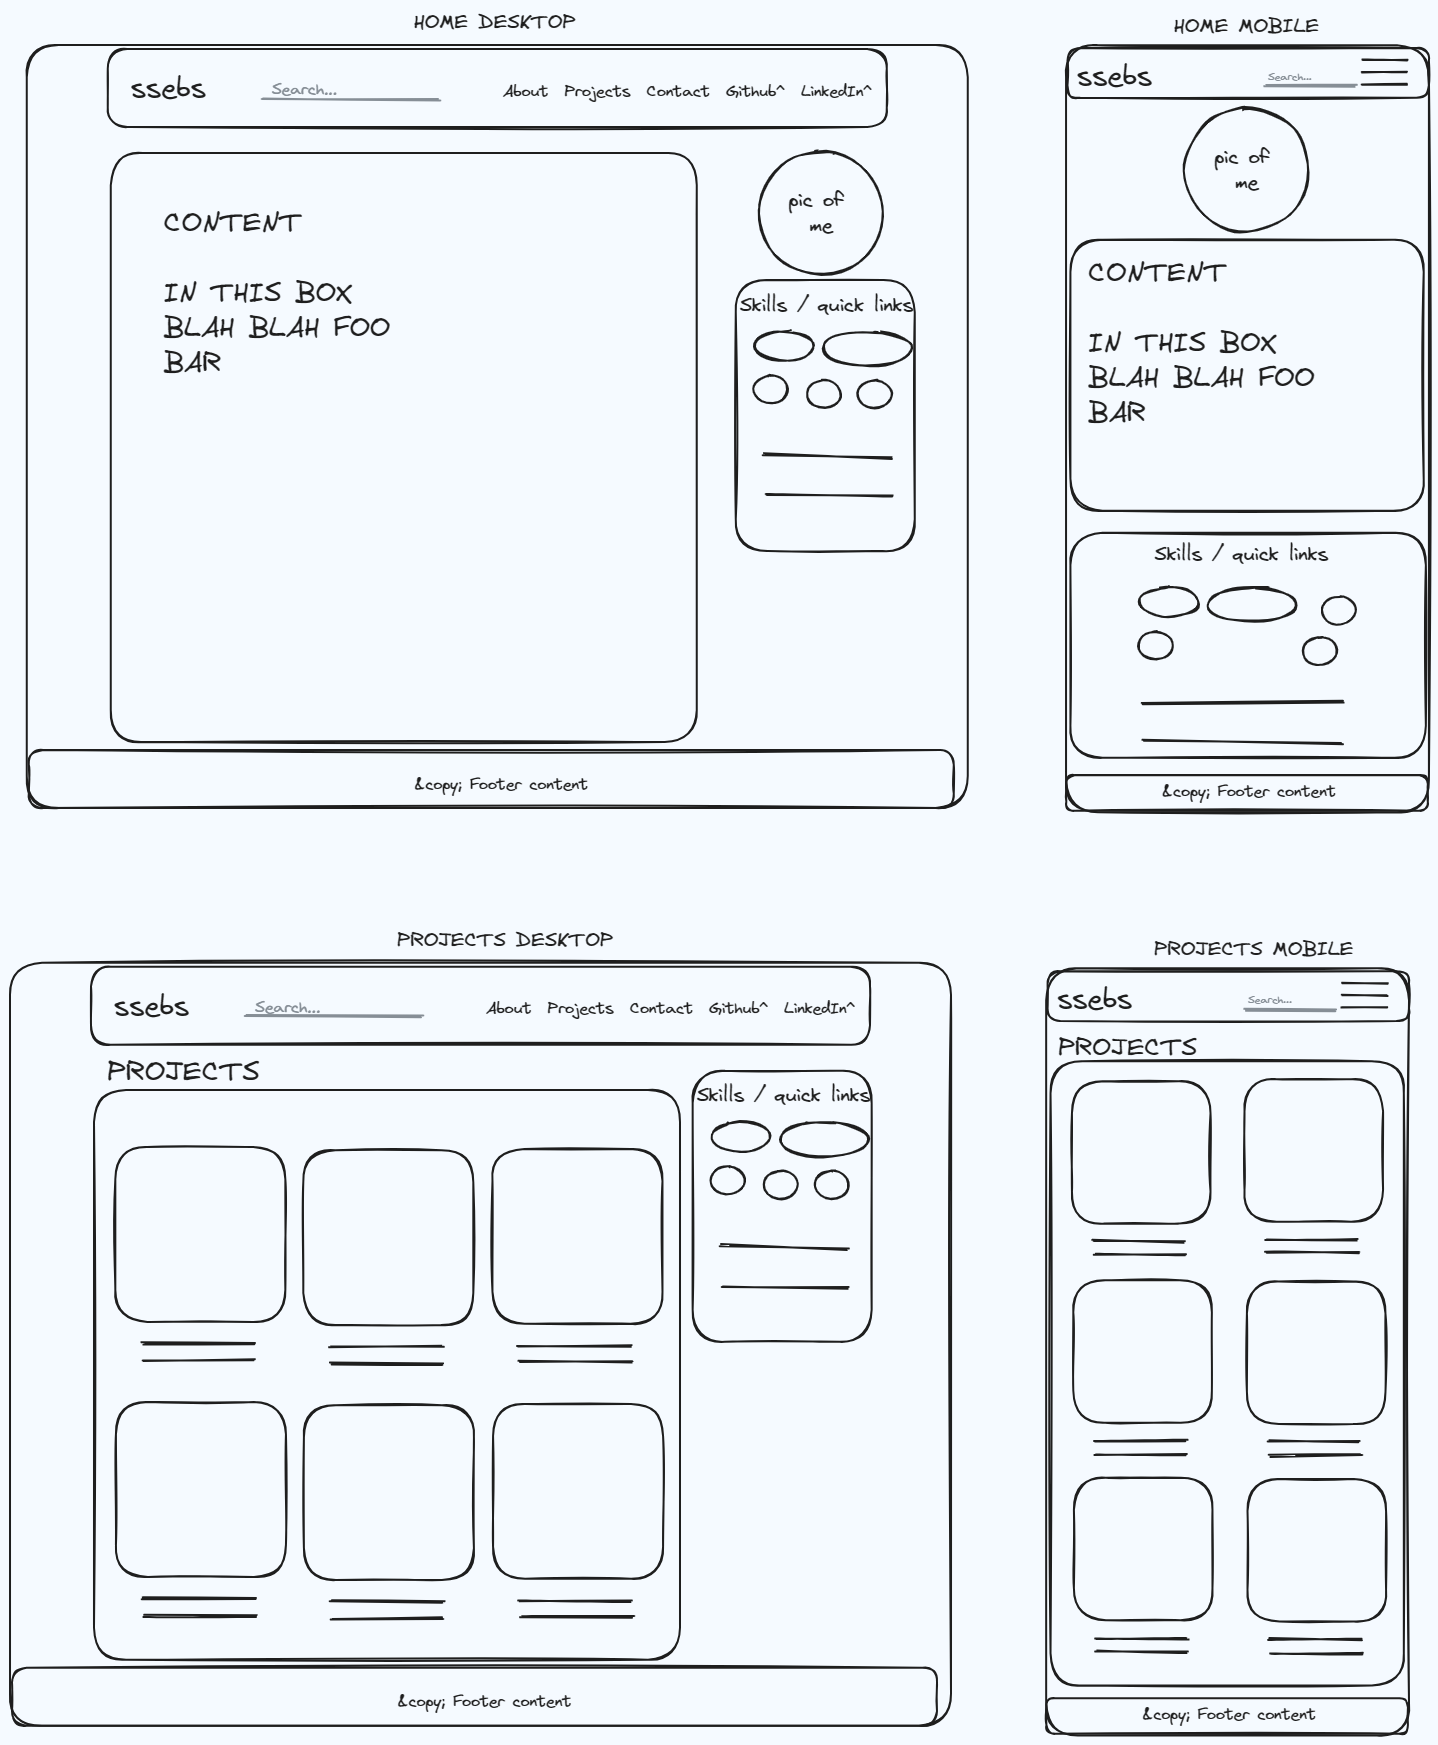 HOME DESKTOP
ssebs
Search...
About Projects Contact Github^ LinkedIn^
CONTENT
IN THIS BOX
BLAH BLAH FOO
BAR
pic of
me
Skills / quick links
&copy; Footer content
HOME MOBILE
ssebs
Search...
pic of
me
CONTENT
IN THIS BOX
BLAH BLAH FOO
BAR
Skills / quick links
&copy; Footer content
PROJECTS DESKTOP
ssebs
Search...
About Projects Contact Github^ LinkedIn^
PROJECTS
Skills / quick links
&copy; Footer content
PROJECTS MOBILE
ssebs
Search...
PROJECTS
&copy; Footer content